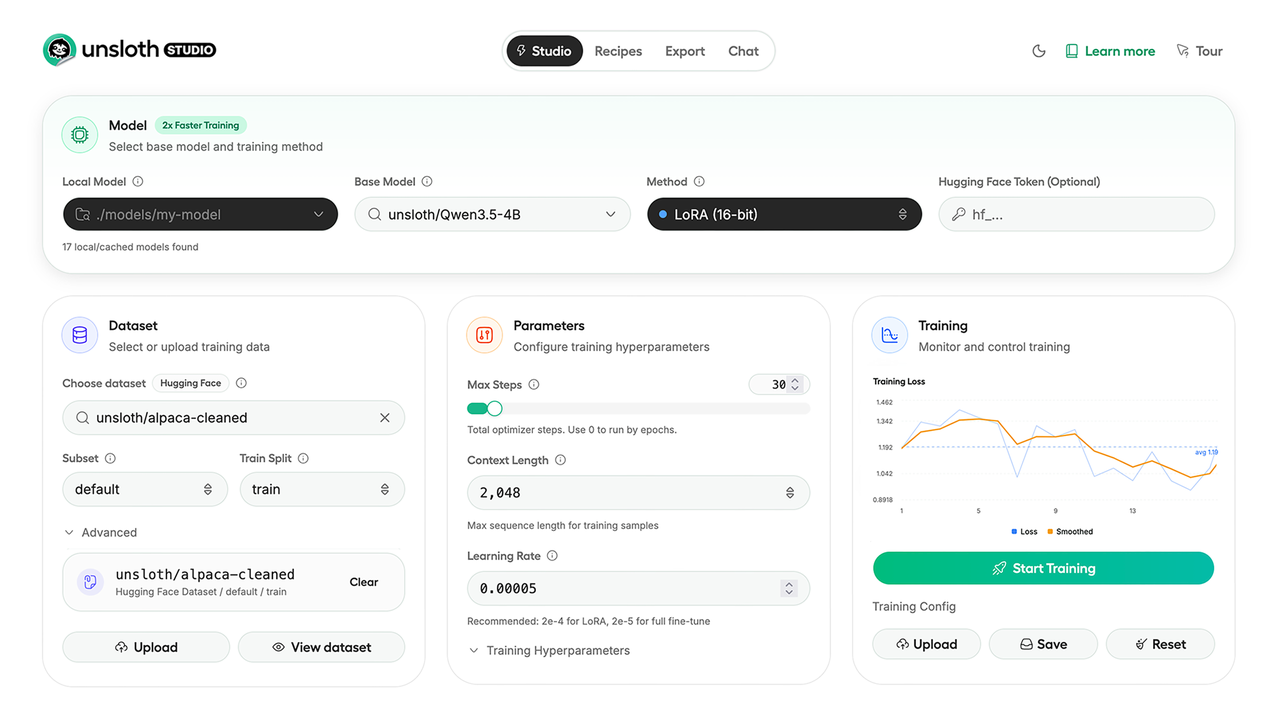 unsloth STUDIO
Studio
Recipes
Export
Chat
Learn more
Tour
Model
2x Faster Training
Select base model and training method
Local Model
Base Model
Method
Hugging Face Token (Optional)
./models/my-model
unsloth/Qwen3.5-4B
LoRA (16-bit)
hf_...
17 local/cached models found
Dataset
Select or upload training data
Choose dataset
Hugging Face
unsloth/alpaca-cleaned
Subset
Train Split
default
train
Advanced
unsloth/alpaca-cleaned
Hugging Face Dataset / default / train
Clear
Upload
View dataset
Parameters
Configure training hyperparameters
Max Steps
30
Total optimizer steps. Use 0 to run by epochs.
Context Length
2,048
Max sequence length for training samples
Learning Rate
0.00005
Recommended: 2e-4 for LoRA, 2e-5 for full fine-tune
Training Hyperparameters
Training
Monitor and control training
Training Loss
1.462
1.342
1.192
avg 1.19
1.042
0.8918
1
5
9
13
Loss
Smoothed
Start Training
Training Config
Upload
Save
Reset